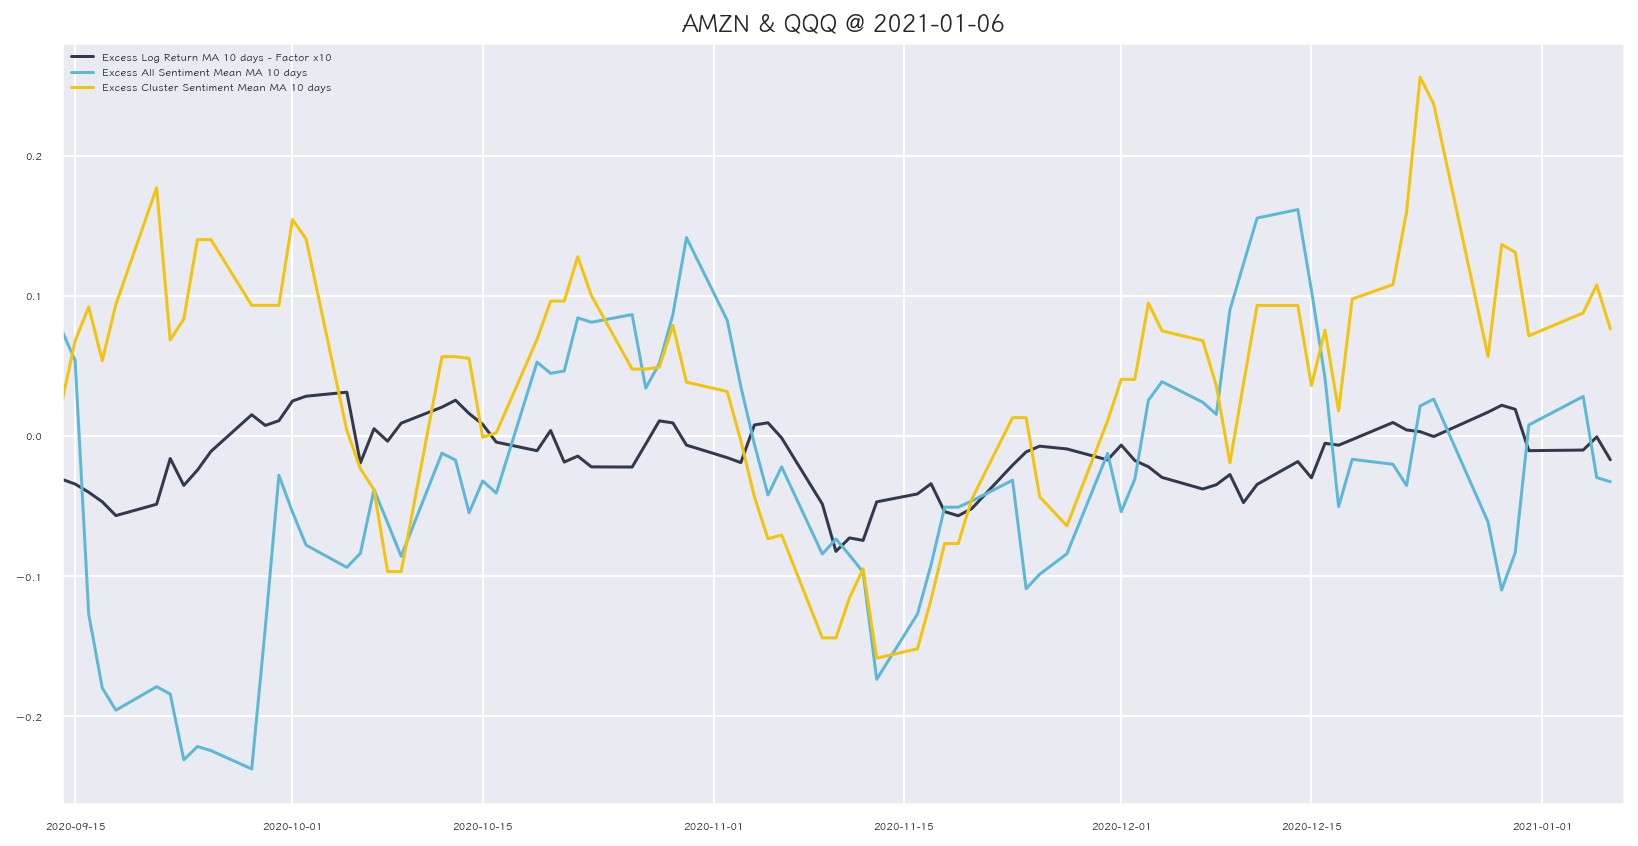 AMZN & QQQ @ 2021-01-06
Excess Log Return MA 10 days - Factor x10
Excess All Sentiment Mean MA 10 days
Excess Cluster Sentiment Mean MA 10 days
0.2
0.1
0.0
−0.1
−0.2
2020-09-15 2020-10-01 2020-10-15 2020-11-01 2020-11-15 2020-12-01 2020-12-15 2021-01-01